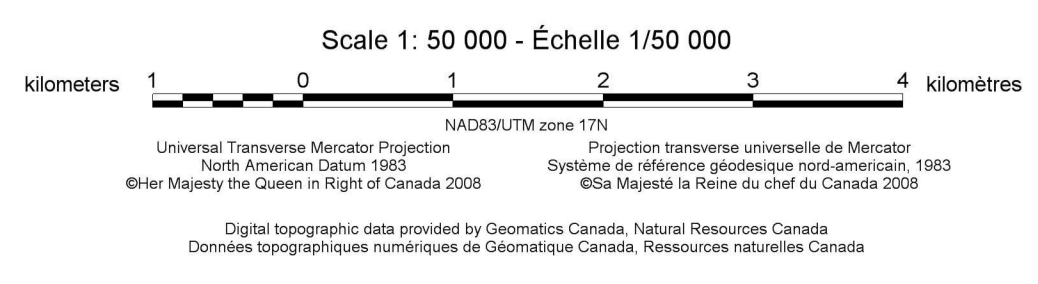 Scale 1: 50 000 - Échelle 1/50 000
kilometers 1 0 1 2 3 4 kilomètres
NAD83/UTM zone 17N
Universal Transverse Mercator Projection
North American Datum 1983
©Her Majesty the Queen in Right of Canada 2008
Projection transverse universelle de Mercator
Système de référence géodesique nord-americain, 1983
©Sa Majesté la Reine du chef du Canada 2008
Digital topographic data provided by Geomatics Canada, Natural Resources Canada
Données topographiques numériques de Géomatique Canada, Ressources naturelles Canada